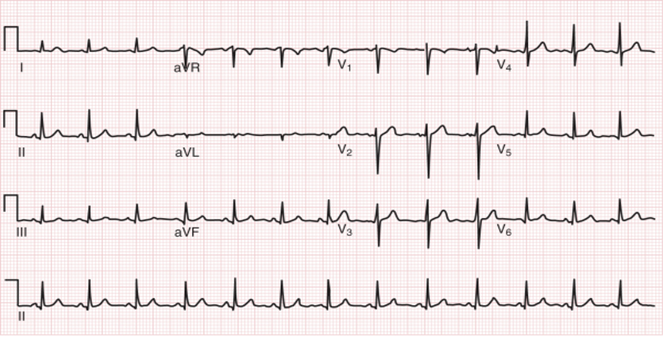 I aVR V₁ V₄
II aVL V₂ V₅
III aVF V₃ V₆
II